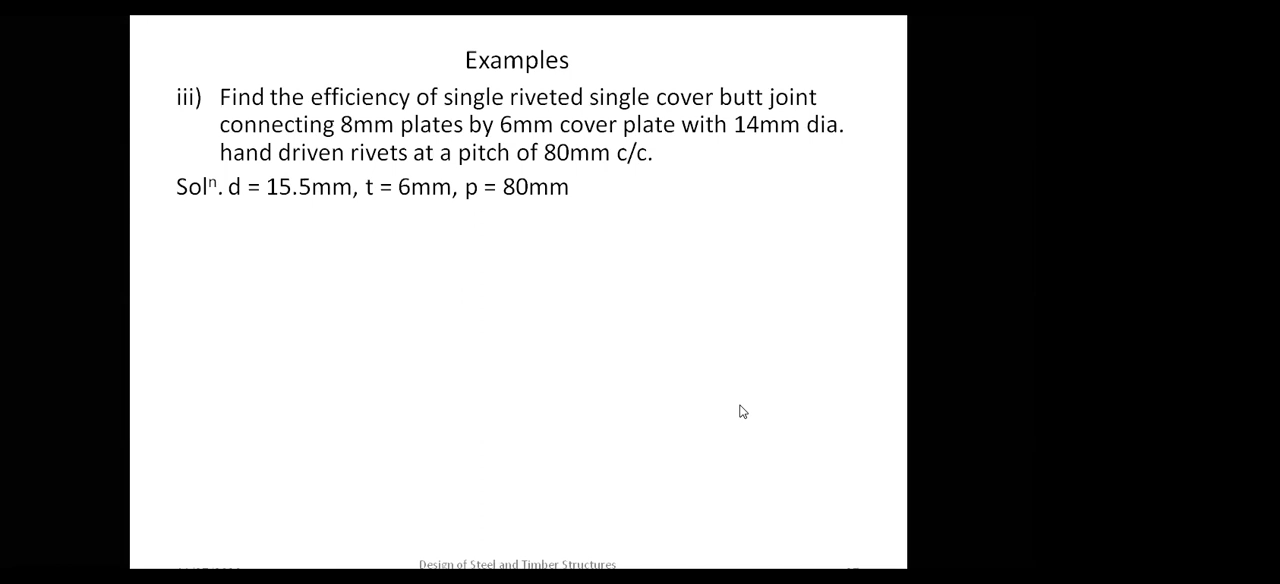 Examples
iii) Find the efficiency of single riveted single cover butt joint
connecting 8mm plates by 6mm cover plate with 14mm dia.
hand driven rivets at a pitch of 80mm c/c.
Solⁿ. d = 15.5mm, t = 6mm, p = 80mm
Design of Steel and Timber Structures